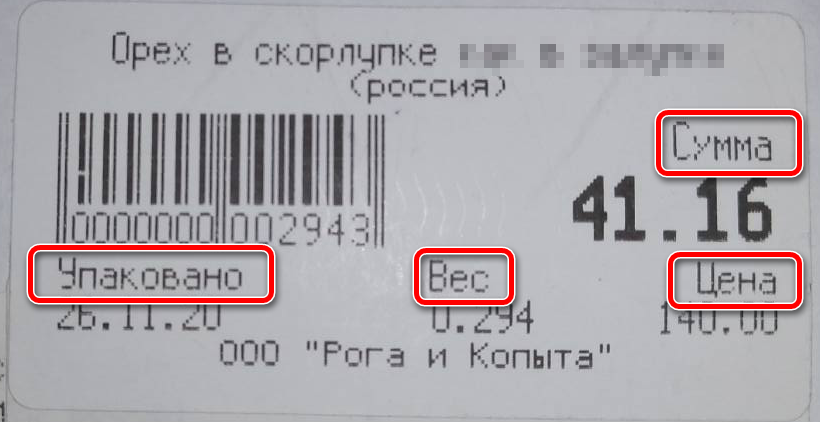 Орех в скорлупке
(россия)
Сумма
41.16
0000000 002943
Упаковано Вес Цена
26.11.20 0.294 140.00
ООО "Рога и Копыта"